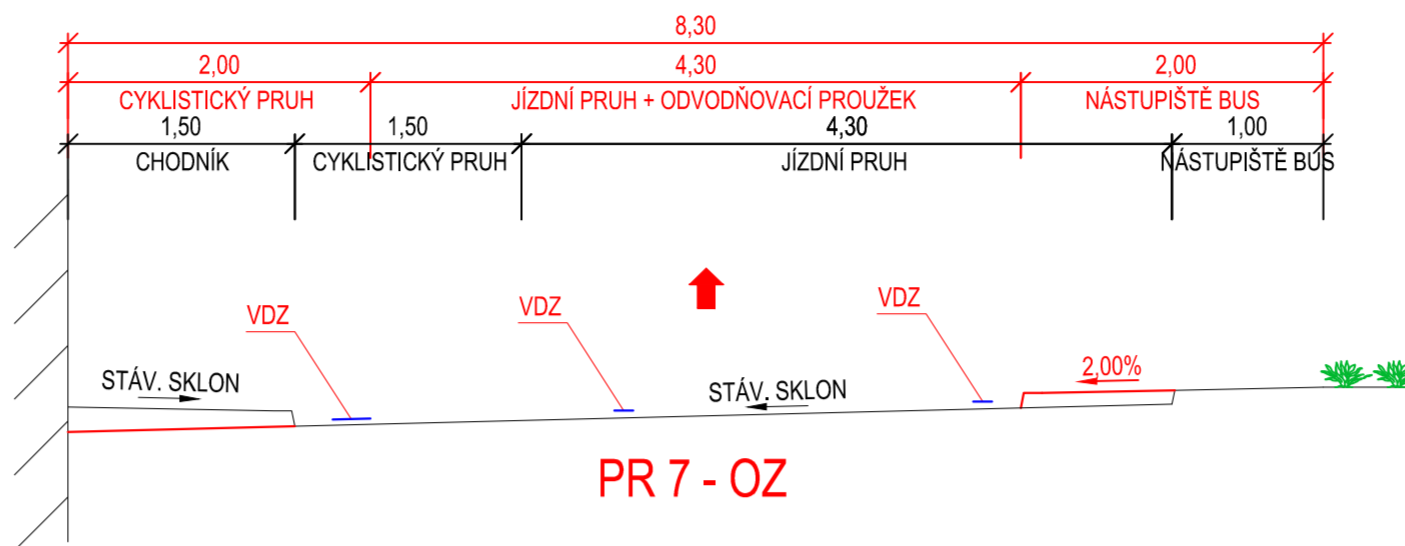 8,30
2,00
4,30
2,00
CYKLISTICKÝ PRUH
JÍZDNÍ PRUH + ODVODŇOVACÍ PROUŽEK
NÁSTUPIŠTĚ BUS
1,50
1,50
4,30
1,00
CHODNÍK
CYKLISTICKÝ PRUH
JÍZDNÍ PRUH
NÁSTUPIŠTĚ BUS
VDZ
VDZ
VDZ
2,00%
STÁV. SKLON
STÁV. SKLON
PR 7 - OZ